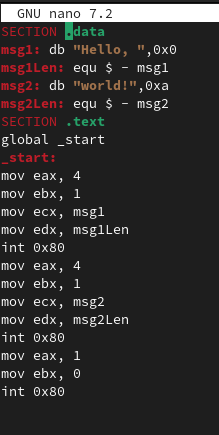 GNU nano 7.2
SECTION .data
msg1: db "Hello, ",0x0
msg1Len: equ $ - msg1
msg2: db "world!",0xa
msg2Len: equ $ - msg2
SECTION .text
global _start
_start:
mov eax, 4
mov ebx, 1
mov ecx, msg1
mov edx, msg1Len
int 0x80
mov eax, 4
mov ebx, 1
mov ecx, msg2
mov edx, msg2Len
int 0x80
mov eax, 1
mov ebx, 0
int 0x80